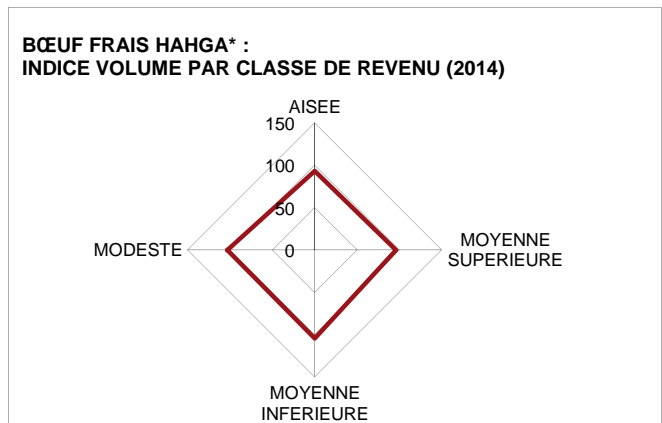 BŒUF FRAIS HAHGA* :
INDICE VOLUME PAR CLASSE DE REVENU (2014)
AISEE
150
100
50
0
MODESTE
MOYENNE
SUPERIEURE
MOYENNE
INFERIEURE